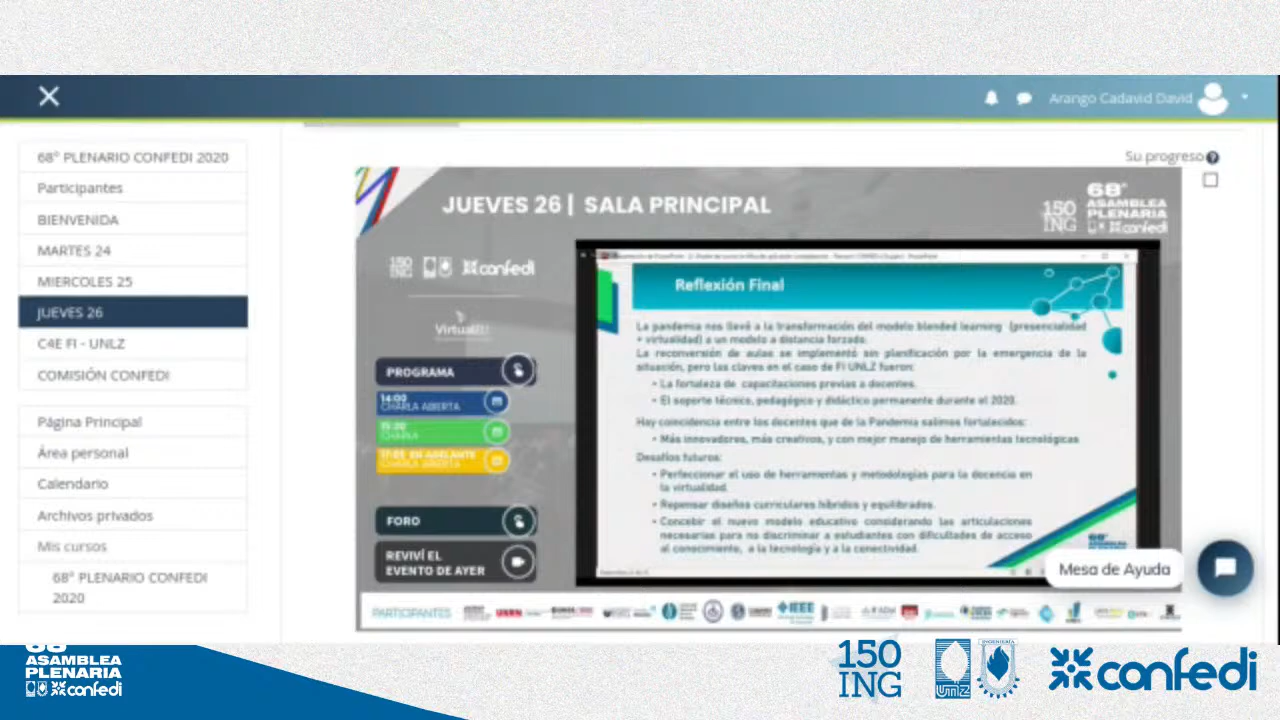 Arango Cadavid David
68° PLENARIO CONFEDI 2020
Participantes
BIENVENIDA
MARTES 24
MIERCOLES 25
JUEVES 26
C4E FI - UNLZ
COMISIÓN CONFEDI
Página Principal
Área personal
Calendario
Archivos privados
Mis cursos
68° PLENARIO CONFEDI
2020
Su progreso
JUEVES 26 | SALA PRINCIPAL
150
ING
68°
ASAMBLEA
PLENARIA
confedi
150
ING
confedi
PROGRAMA
14:00
CHARLA ABIERTA
CHARLA
CHARLA ABIERTA
FORO
REVIVÍ EL
EVENTO DE AYER
Reflexión Final
La pandemia nos llevó a la transformación del modelo blended learning (presencialidad
+ virtualidad) a un modelo a distancia forzado.
La reconversión de aulas se implementó sin planificación por la emergencia de la
situación, pero las claves en el caso de FI UNLZ fueron:
• La fortaleza de capacitaciones previas a docentes.
• El soporte técnico, pedagógico y didáctico permanente durante el 2020.
Hay coincidencia entre los docentes que de la Pandemia salimos fortalecidos:
• Más innovadores, más creativos, y con mejor manejo de herramientas tecnológicas
Desafíos futuros:
• Perfeccionar el uso de herramientas y metodologías para la docencia en
la virtualidad.
• Repensar diseños curriculares híbridos y equilibrados.
• Concebir el nuevo modelo educativo considerando las articulaciones
necesarias para no discriminar a estudiantes con dificultades de acceso
al conocimiento, a la tecnología y a la conectividad.
Mesa de Ayuda
PARTICIPANTES
IEEE
68°
ASAMBLEA
PLENARIA
confedi
150
ING
unlz
INGENIERÍA
confedi